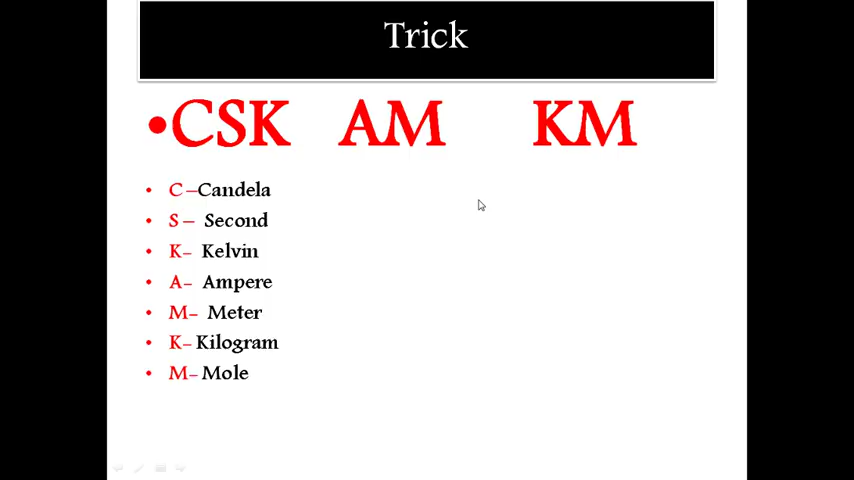 Trick
•CSK AM KM
• C –Candela
• S – Second
• K– Kelvin
• A– Ampere
• M– Meter
• K– Kilogram
• M– Mole